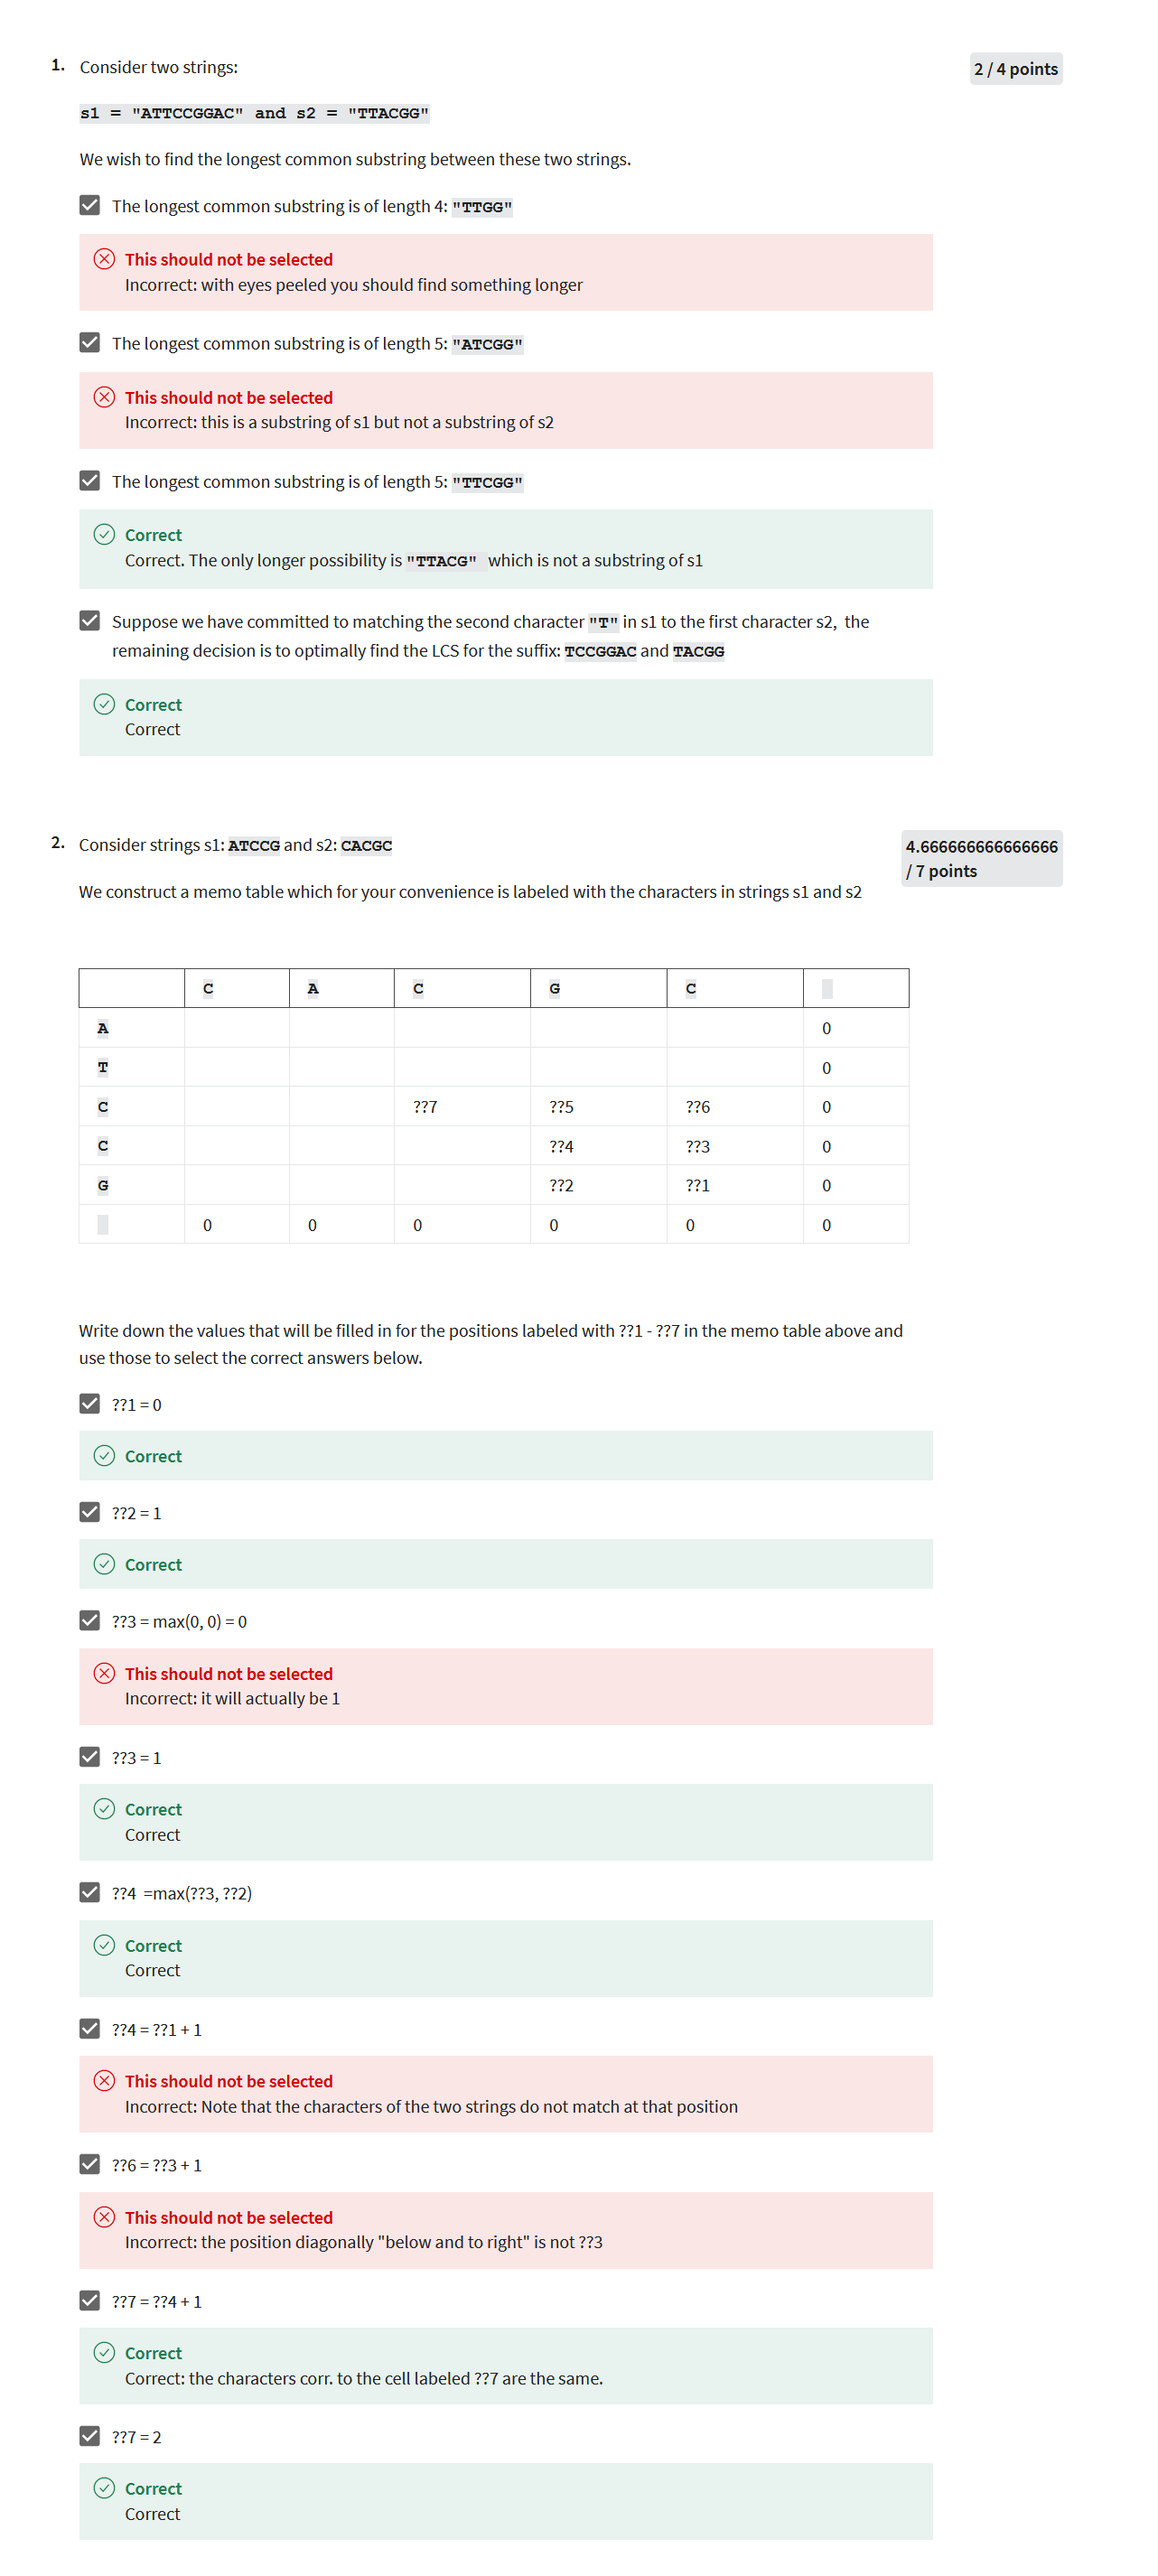 1. Consider two strings:
2 / 4 points
s1 = "ATTCCGGAC" and s2 = "TTACGG"
We wish to find the longest common substring between these two strings.
The longest common substring is of length 4: "TTGG"
This should not be selected
Incorrect: with eyes peeled you should find something longer
The longest common substring is of length 5: "ATCGG"
This should not be selected
Incorrect: this is a substring of s1 but not a substring of s2
The longest common substring is of length 5: "TTCGG"
Correct
Correct. The only longer possibility is "TTACG" which is not a substring of s1
Suppose we have committed to matching the second character "T" in s1 to the first character s2, the
remaining decision is to optimally find the LCS for the suffix: TCCGGAC and TACGG
Correct
Correct
2. Consider strings s1: ATCCG and s2: CACGC
4.666666666666666
/ 7 points
We construct a memo table which for your convenience is labeled with the characters in strings s1 and s2
C A C G C
A 0
T 0
C ??7 ??5 ??6 0
C ??4 ??3 0
G ??2 ??1 0
0 0 0 0 0 0
Write down the values that will be filled in for the positions labeled with ??1 - ??7 in the memo table above and
use those to select the correct answers below.
??1 = 0
Correct
??2 = 1
Correct
??3 = max(0, 0) = 0
This should not be selected
Incorrect: it will actually be 1
??3 = 1
Correct
Correct
??4 =max(??3, ??2)
Correct
Correct
??4 = ??1 + 1
This should not be selected
Incorrect: Note that the characters of the two strings do not match at that position
??6 = ??3 + 1
This should not be selected
Incorrect: the position diagonally "below and to right" is not ??3
??7 = ??4 + 1
Correct
Correct: the characters corr. to the cell labeled ??7 are the same.
??7 = 2
Correct
Correct